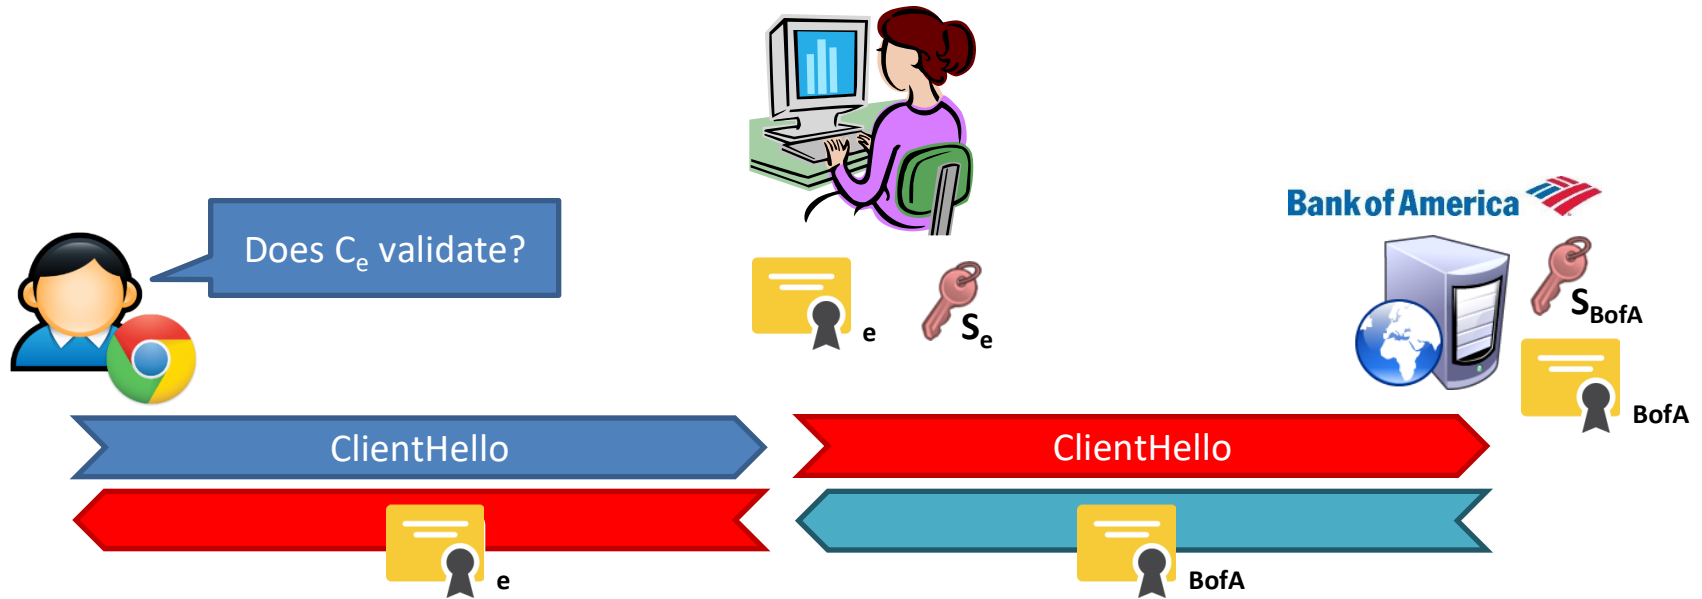 Bank of America
Does Ce validate?
e
Se
SBofA
BofA
ClientHello
ClientHello
e
BofA